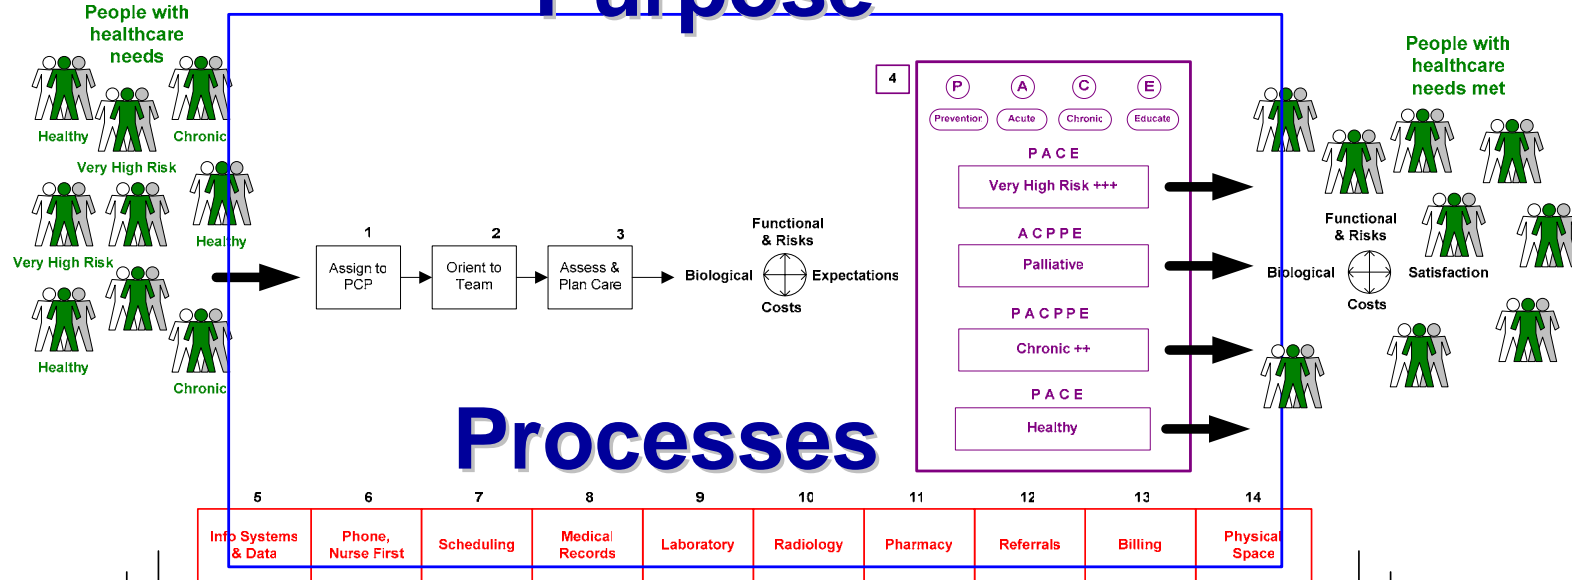 Purpose
People with
healthcare
needs
Healthy
Chronic
Very High Risk
Healthy
Very High Risk
Healthy
Chronic
1
Assign to
PCP
2
Orient to
Team
3
Assess &
Plan Care
Functional
& Risks
Biological
Expectations
Costs
4
P A C E
Prevention Acute Chronic Educate
P A C E
Very High Risk +++
A C P P E
Palliative
P A C P P E
Chronic ++
P A C E
Healthy
People with
healthcare
needs met
Functional
& Risks
Biological
Satisfaction
Costs
Processes
5 6 7 8 9 10 11 12 13 14
Info Systems
& Data
Phone,
Nurse First
Scheduling
Medical
Records
Laboratory
Radiology
Pharmacy
Referrals
Billing
Physical
Space